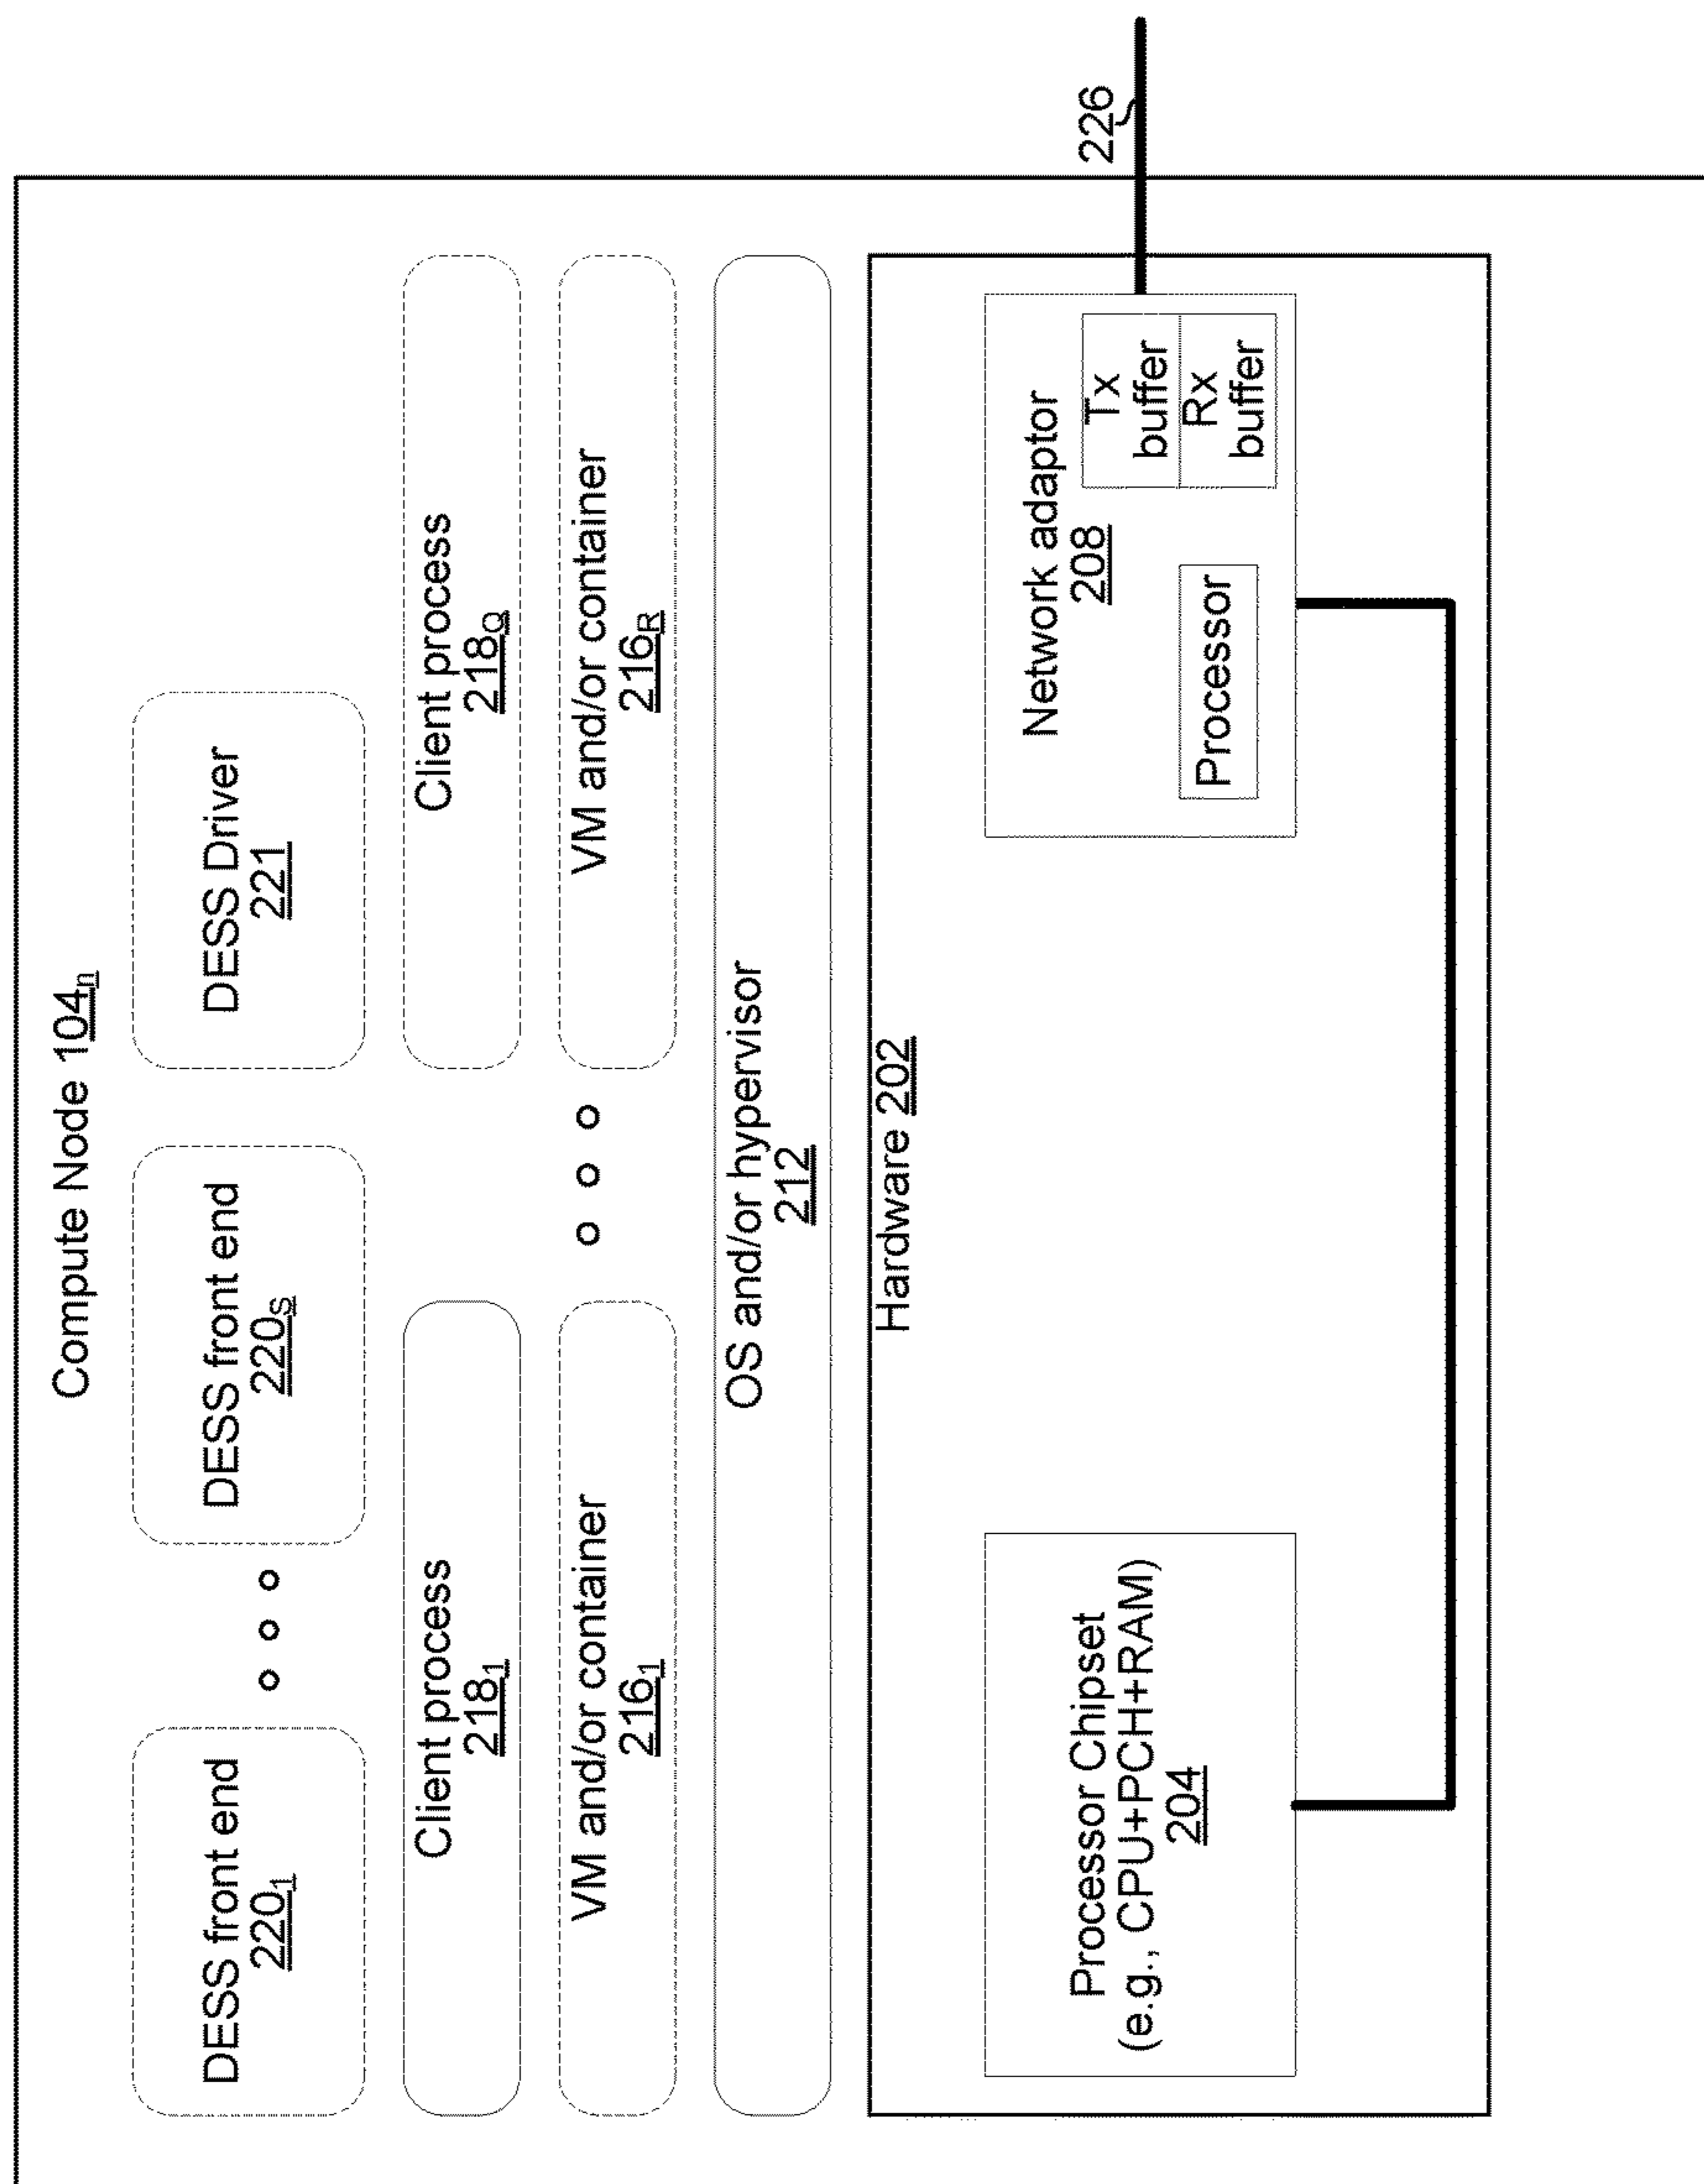 Compute Node 104n
DESS front end
220₁
DESS front end
220S
DESS Driver
221
Client process
218₁
Client process
218Q
VM and/or container
216₁
VM and/or container
216R
OS and/or hypervisor
212
Hardware 202
Processor Chipset
(e.g., CPU+PCH+RAM)
204
Network adaptor
208
Processor
Tx
buffer
Rx
buffer
226